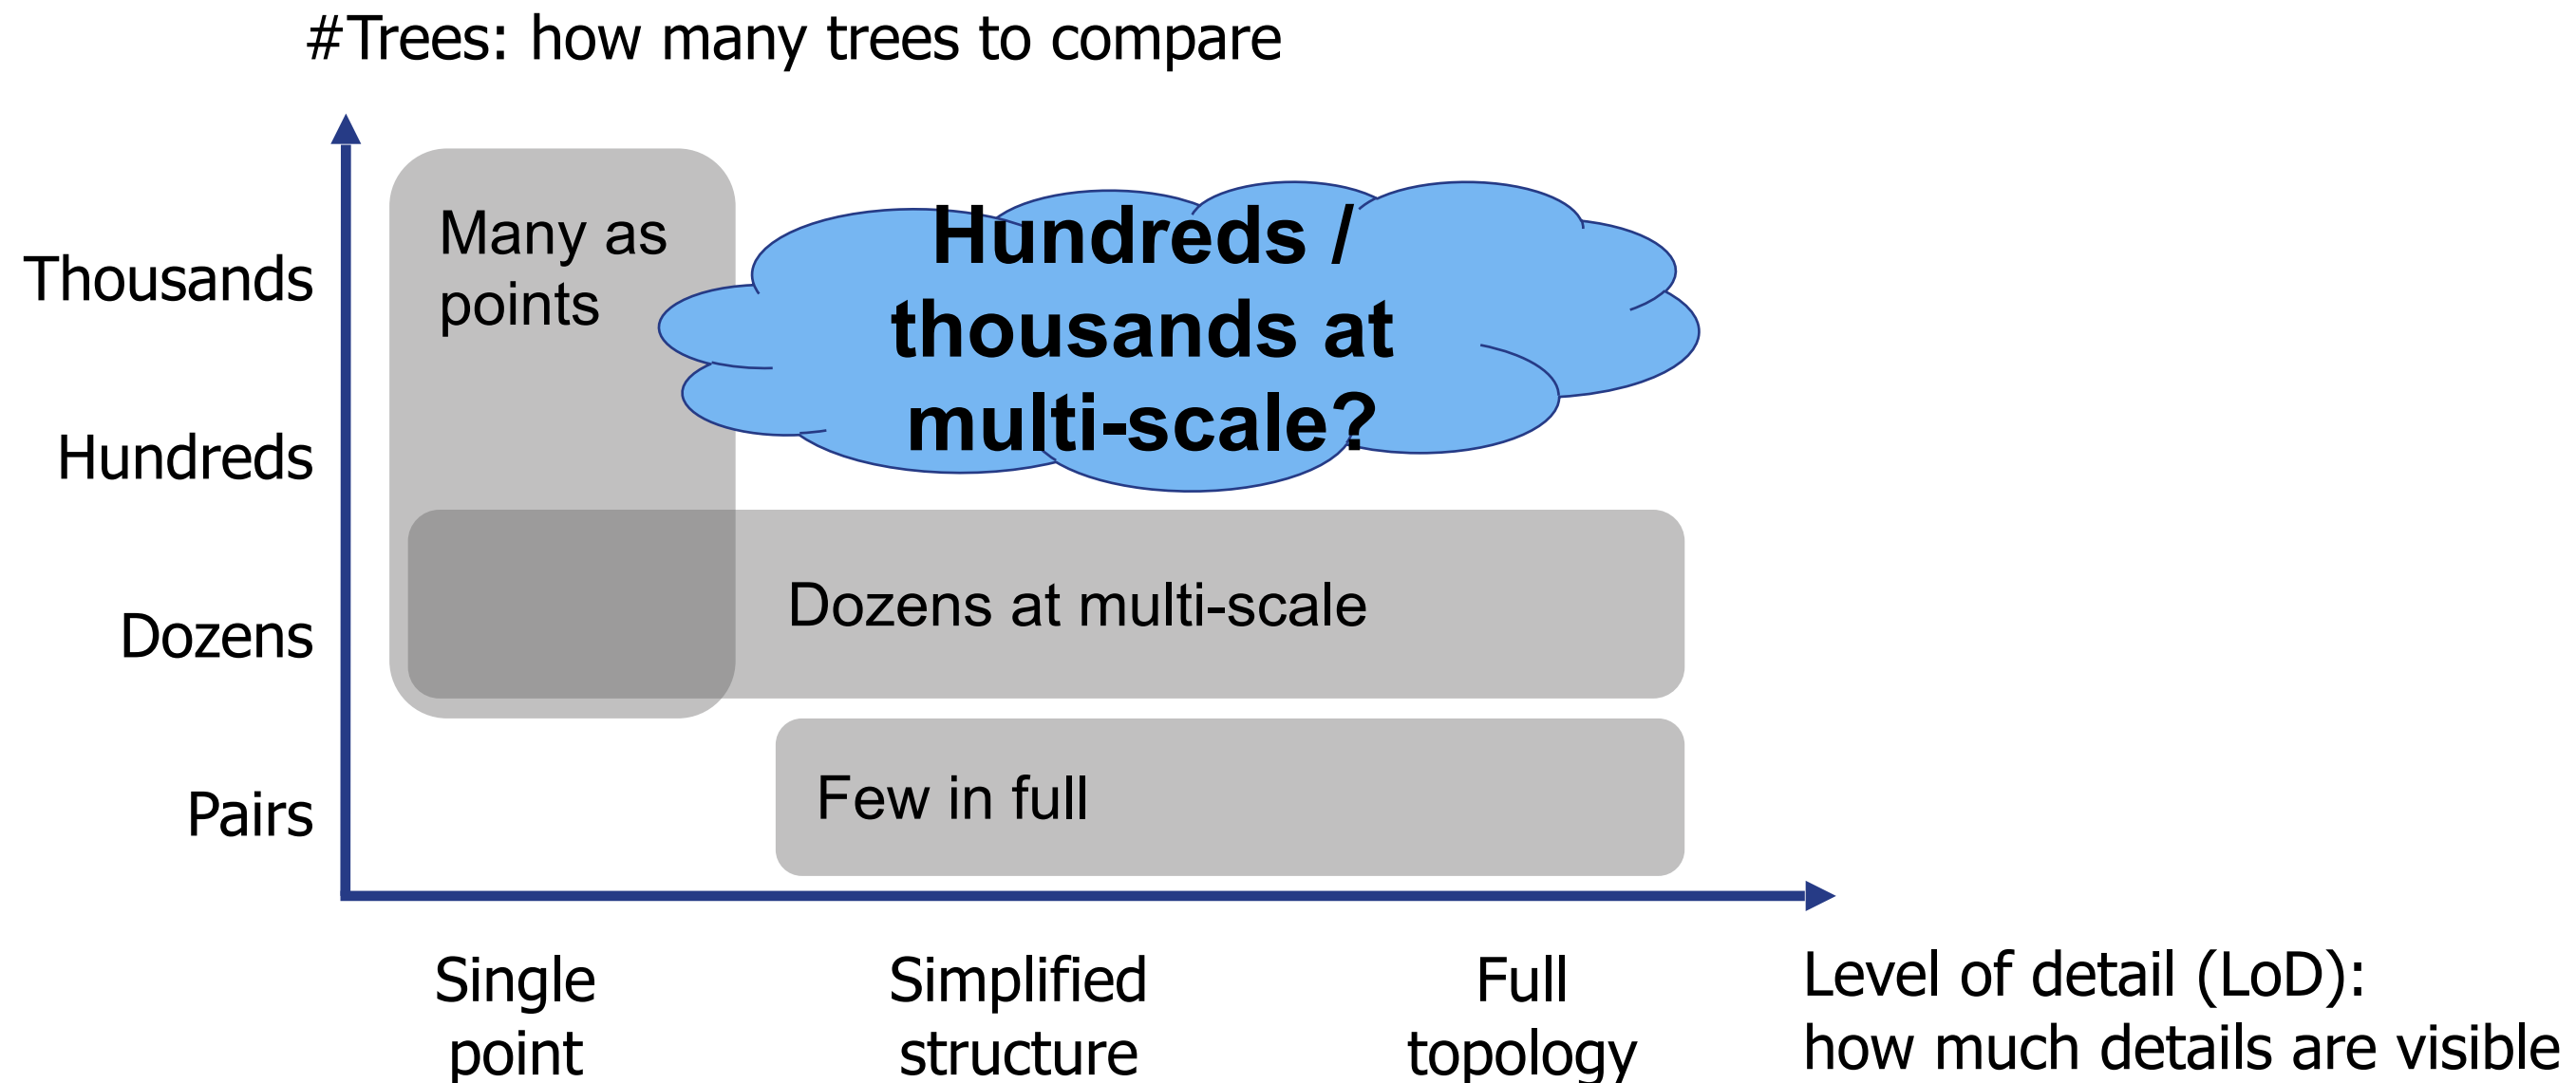 #Trees: how many trees to compare
Many as
points
Hundreds /
thousands at
multi-scale?
Thousands
Hundreds
Dozens
Pairs
Dozens at multi-scale
Few in full
Single
point
Simplified
structure
Full
topology
Level of detail (LoD):
how much details are visible